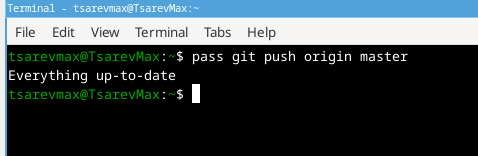 Terminal - tsarevmax@TsarevMax:~
File Edit View Terminal Tabs Help
tsarevmax@TsarevMax:~$ pass git push origin master
Everything up-to-date
tsarevmax@TsarevMax:~$